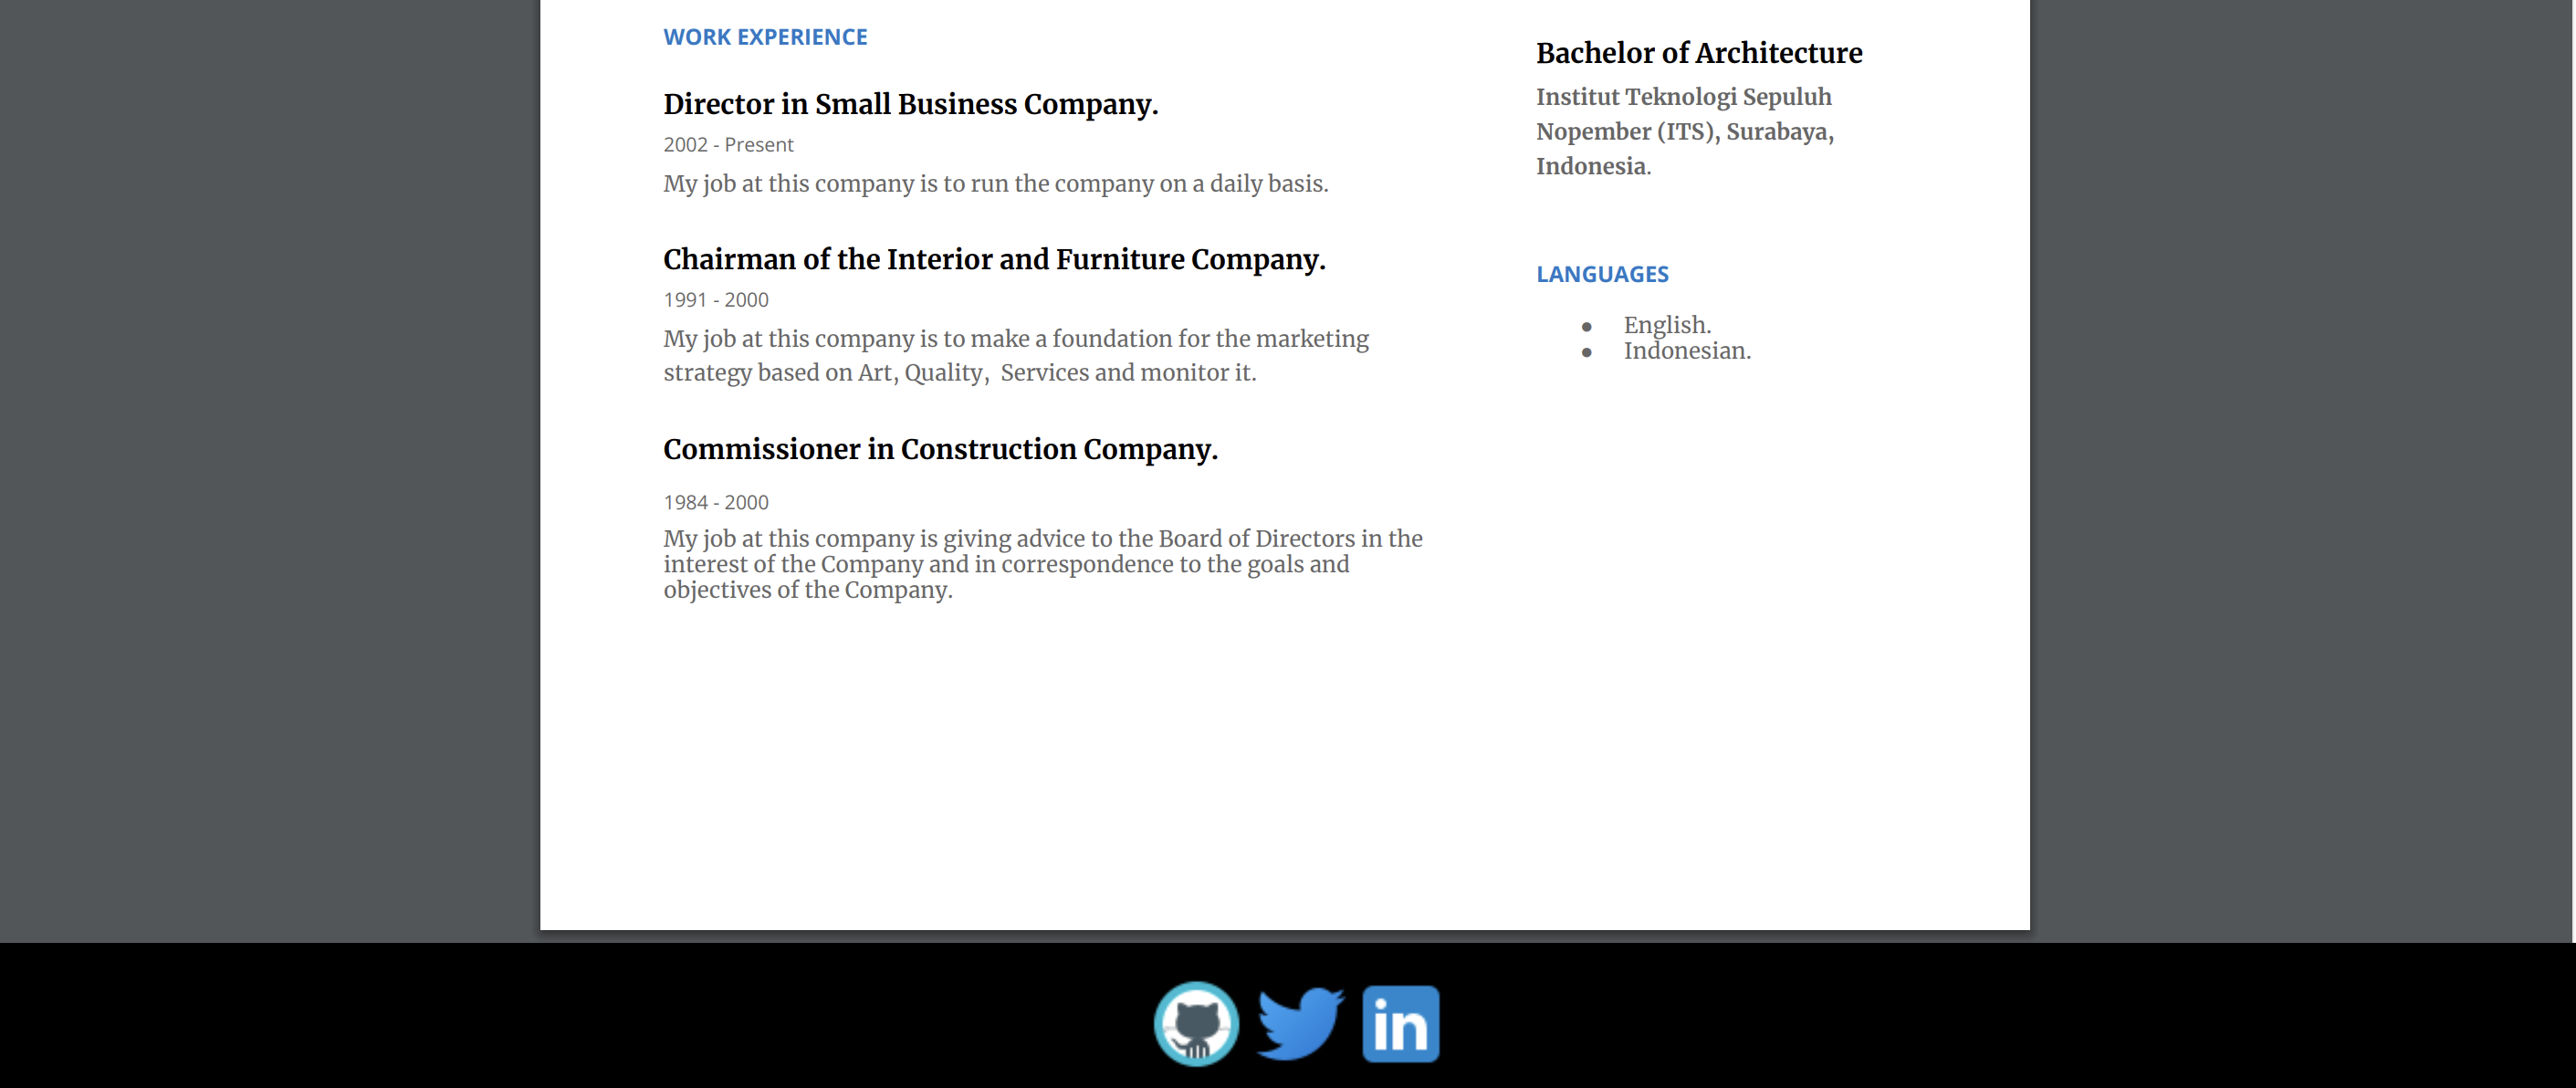 WORK EXPERIENCE
Director in Small Business Company.
2002 - Present
My job at this company is to run the company on a daily basis.
Chairman of the Interior and Furniture Company.
1991 - 2000
My job at this company is to make a foundation for the marketing
strategy based on Art, Quality,  Services and monitor it.
Commissioner in Construction Company.
1984 - 2000
My job at this company is giving advice to the Board of Directors in the
interest of the Company and in correspondence to the goals and
objectives of the Company.
Bachelor of Architecture
Institut Teknologi Sepuluh
Nopember (ITS), Surabaya,
Indonesia.
LANGUAGES
● English.
● Indonesian.
in